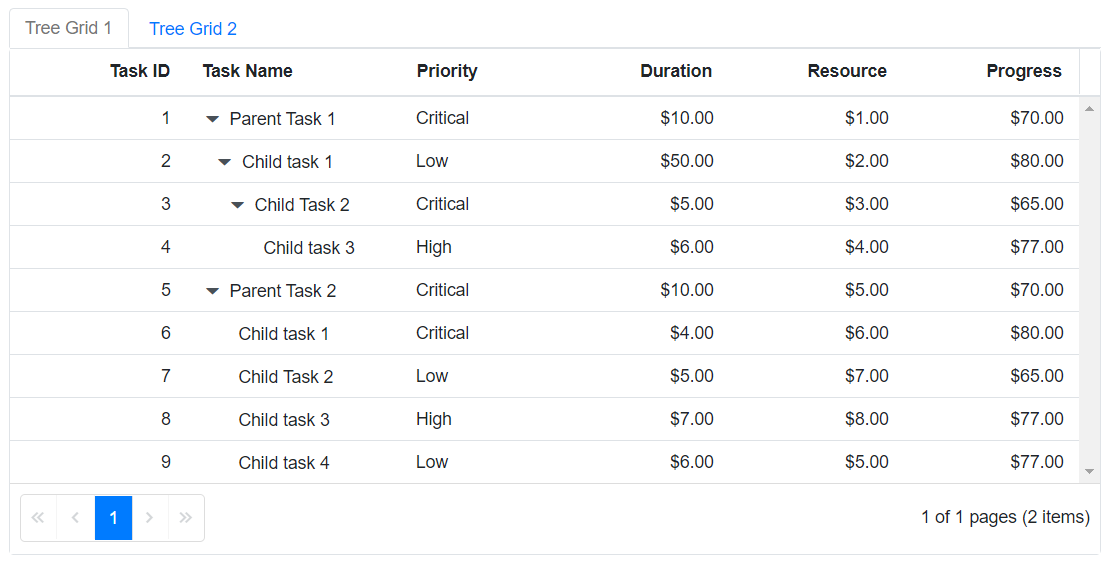 Tree Grid 1 Tree Grid 2
Task ID Task Name Priority Duration Resource Progress
1 Parent Task 1 Critical $10.00 $1.00 $70.00
2 Child task 1 Low $50.00 $2.00 $80.00
3 Child Task 2 Critical $5.00 $3.00 $65.00
4 Child task 3 High $6.00 $4.00 $77.00
5 Parent Task 2 Critical $10.00 $5.00 $70.00
6 Child task 1 Critical $4.00 $6.00 $80.00
7 Child Task 2 Low $5.00 $7.00 $65.00
8 Child task 3 High $7.00 $8.00 $77.00
9 Child task 4 Low $6.00 $5.00 $77.00
1 1 of 1 pages (2 items)